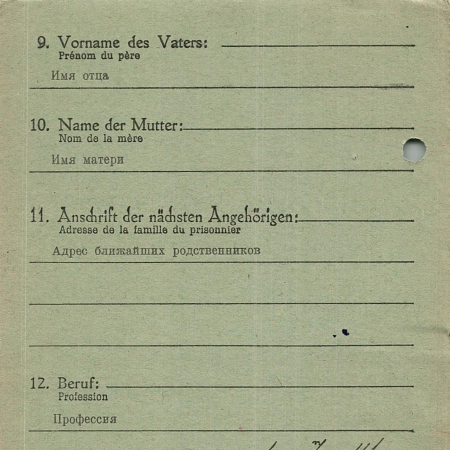 9. Vorname des Vaters:
Prénom du père
Имя отца
10. Name der Mutter:
Nom de la mère
Имя матери
11. Anschrift der nächsten Angehörigen:
Adresse de la famille du prisonnier
Адрес ближайших родственников
12. Beruf:
Profession
Профессия